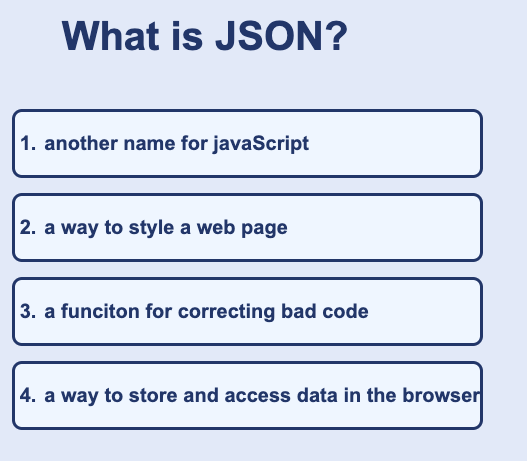 What is JSON?
1. another name for javaScript
2. a way to style a web page
3. a funciton for correcting bad code
4. a way to store and access data in the browser